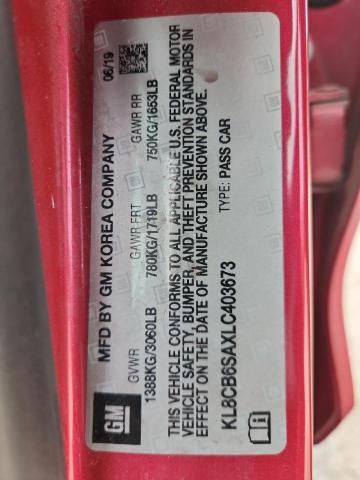 MFD BY GM KOREA COMPANY 06/19
GVWR GAWR FRT GAWR RR
1388KG/3060LB 780KG/1719LB 750KG/1653LB
THIS VEHICLE CONFORMS TO ALL APPLICABLE U.S. FEDERAL MOTOR
VEHICLE SAFETY, BUMPER, AND THEFT PREVENTION STANDARDS IN
EFFECT ON THE DATE OF MANUFACTURE SHOWN ABOVE.
KL8CB6SAXLC403673 TYPE: PASS CAR
GM